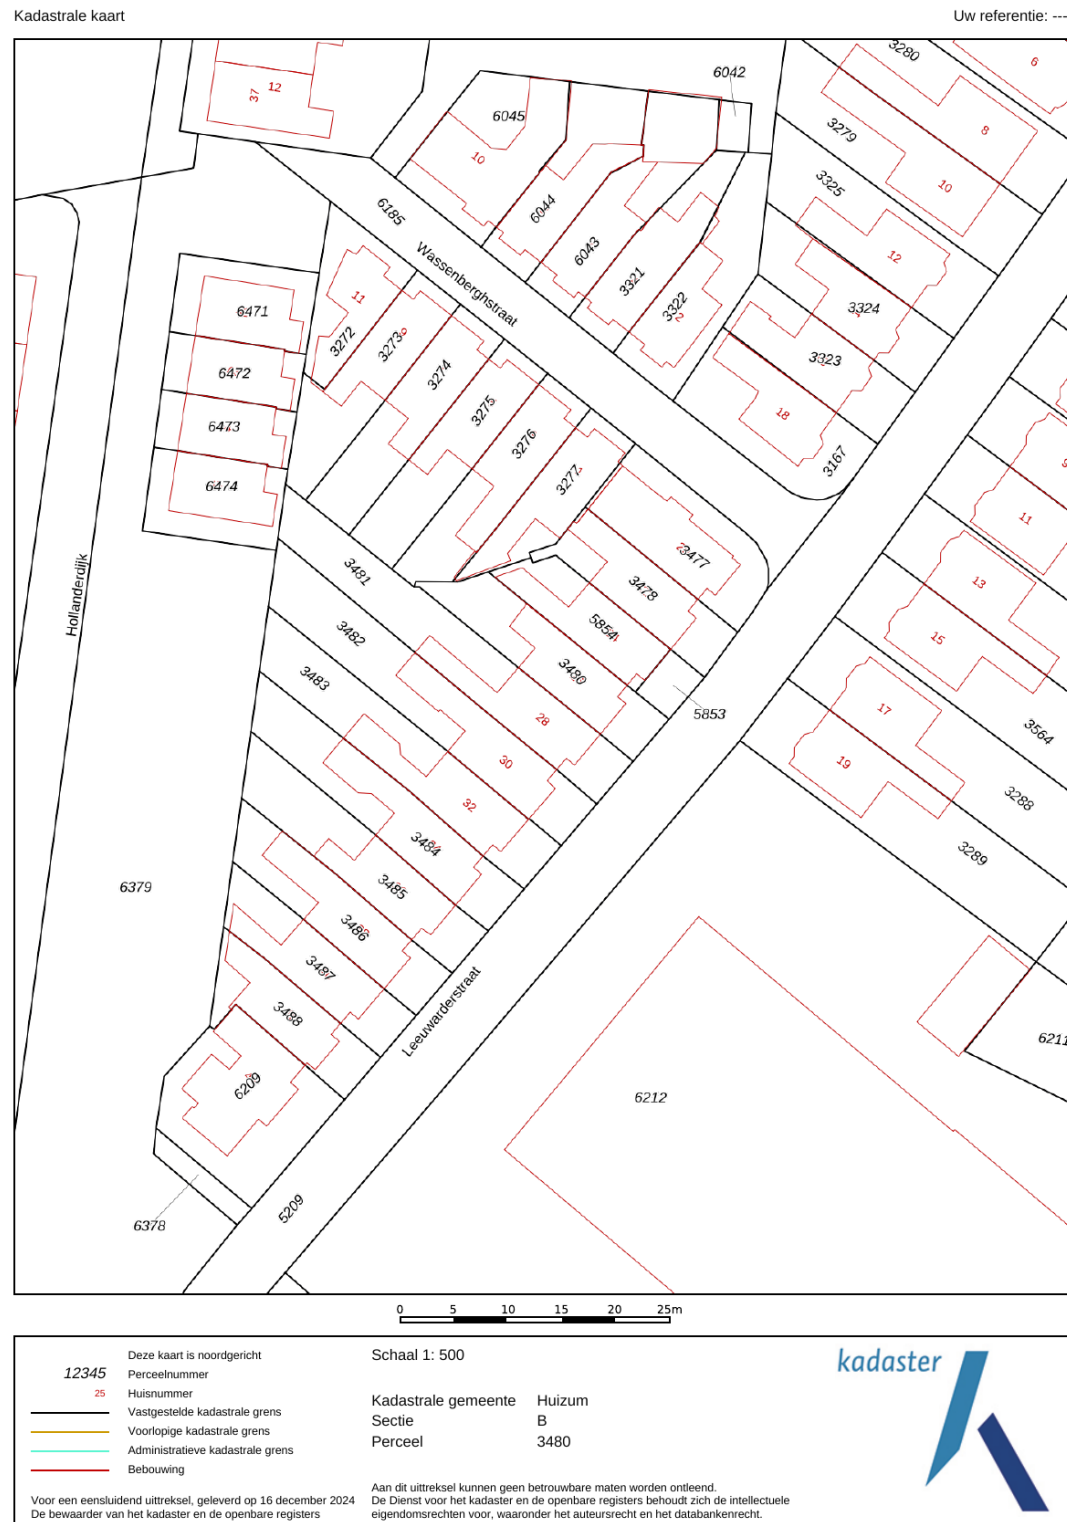 Kadastrale kaart
Uw referentie: ---
12
37
6045
10
6042
3280
6
8
3279
10
3325
6185
6044
6043
12
Wassenberghstraat
3321
3322
2
3324
3323
18
3167
6471
6472
6473
6474
11
3272
3273
3274
3275
3276
3277
9
11
Hollanderdijk
3477
3478
5854
3480
5853
3481
3482
3483
13
15
28
30
32
17
19
3564
3288
3289
3484
3485
3486
3487
3488
6379
Leeuwarderstraat
6209
6212
6211
6378
5209
0 5 10 15 20 25m
Deze kaart is noordgericht
12345 Perceelnummer
25 Huisnummer
Vastgestelde kadastrale grens
Voorlopige kadastrale grens
Administratieve kadastrale grens
Bebouwing
Voor een eensluidend uittreksel, geleverd op 16 december 2024
De bewaarder van het kadaster en de openbare registers
Schaal 1: 500
Kadastrale gemeente Huizum
Sectie B
Perceel 3480
Aan dit uittreksel kunnen geen betrouwbare maten worden ontleend.
De Dienst voor het kadaster en de openbare registers behoudt zich de intellectuele
eigendomsrechten voor, waaronder het auteursrecht en het databankenrecht.
kadaster